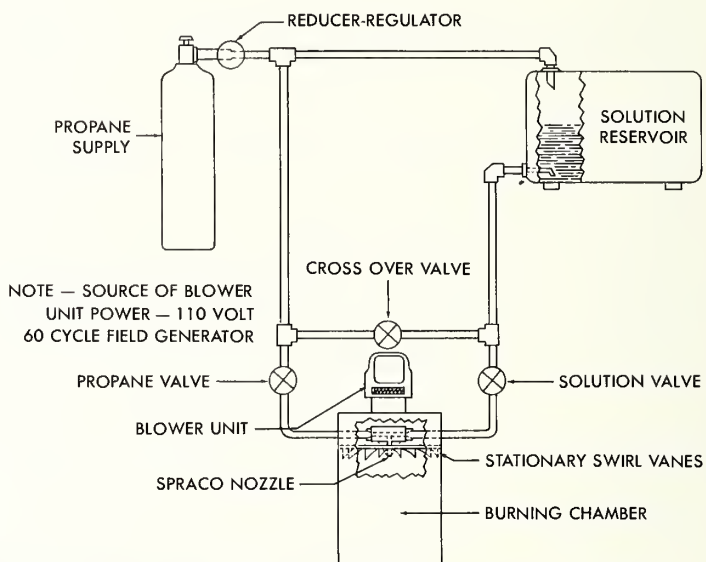 REDUCER-REGULATOR
PROPANE
SUPPLY
SOLUTION
RESERVOIR
CROSS OVER VALVE
NOTE — SOURCE OF BLOWER
UNIT POWER — 110 VOLT
60 CYCLE FIELD GENERATOR
PROPANE VALVE
SOLUTION VALVE
BLOWER UNIT
STATIONARY SWIRL VANES
SPRACO NOZZLE
BURNING CHAMBER